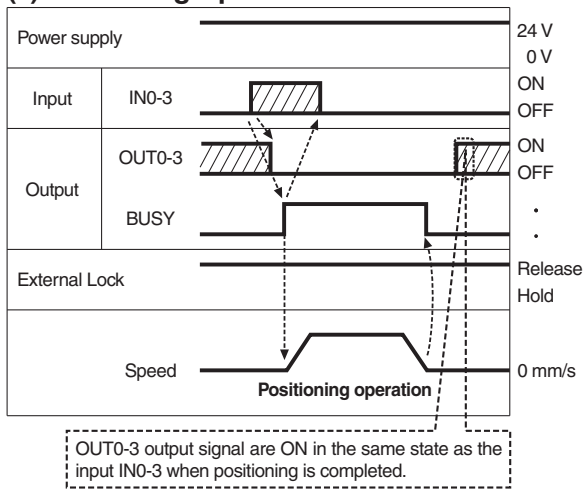 Power supply
24 V
0 V
Input
IN0-3
ON
OFF
Output
OUT0-3
ON
OFF
BUSY
External Lock
Release
Hold
Speed
0 mm/s
Positioning operation
OUT0-3 output signal are ON in the same state as the
input IN0-3 when positioning is completed.